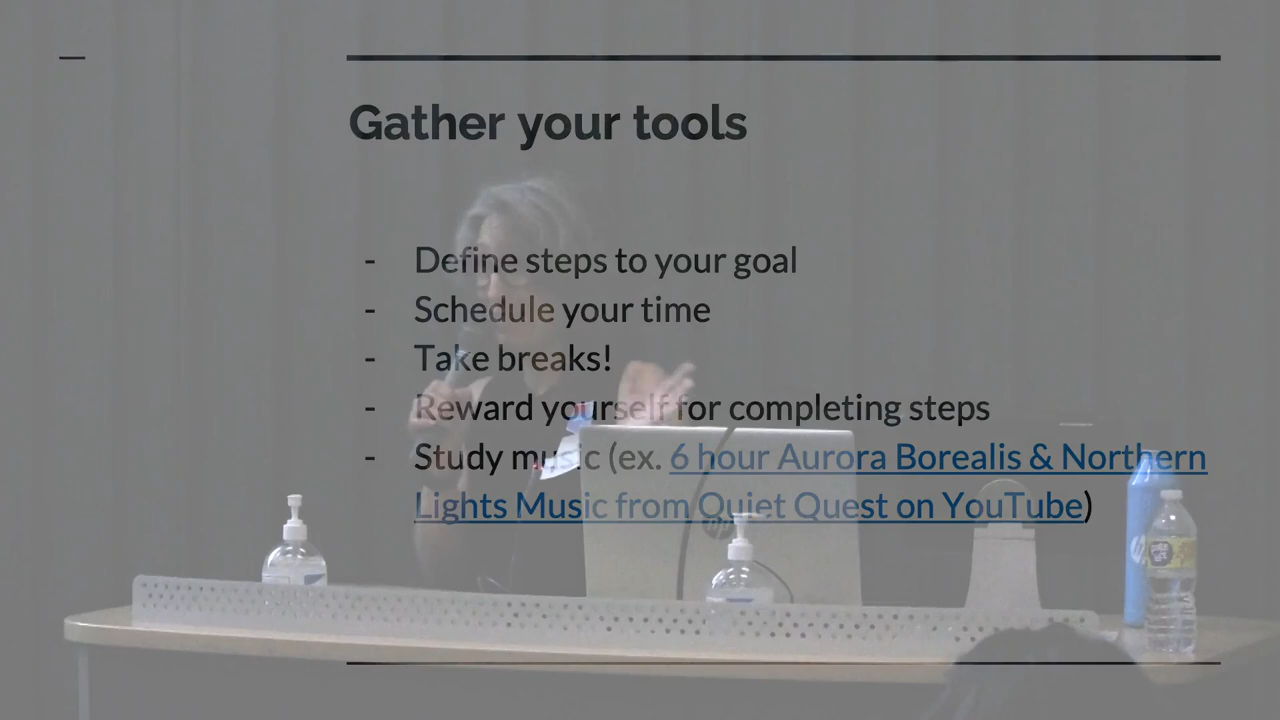 Gather your tools
- Define steps to your goal
- Schedule your time
- Take breaks!
- Reward yourself for completing steps
- Study music (ex. 6 hour Aurora Borealis & Northern
Lights Music from Quiet Quest on YouTube)
hp